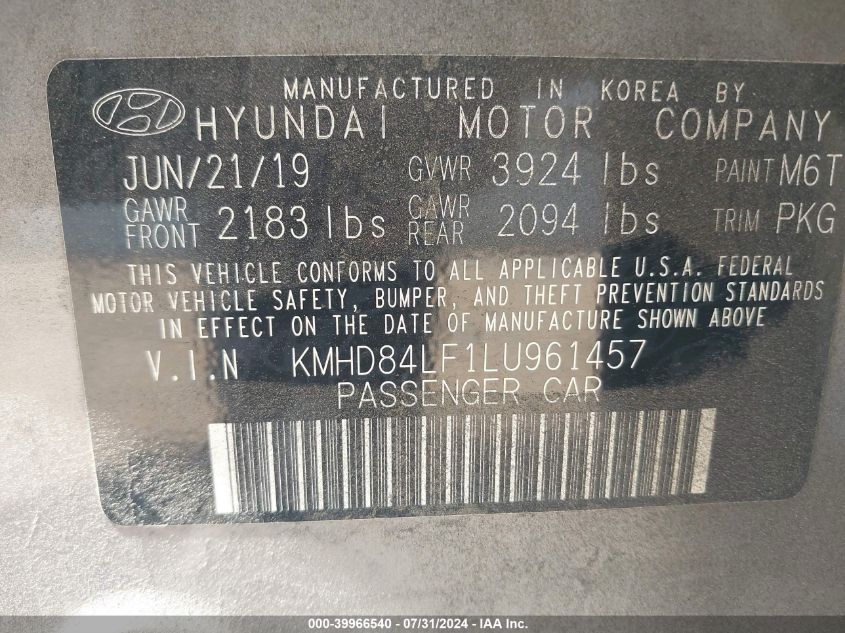 MANUFACTURED IN KOREA BY
HYUNDAI MOTOR COMPANY
JUN/21/19 GVWR 3924 lbs PAINT M6T
GAWR FRONT 2183 lbs GAWR REAR 2094 lbs TRIM PKG
THIS VEHICLE CONFORMS TO ALL APPLICABLE U.S.A. FEDERAL
MOTOR VEHICLE SAFETY, BUMPER, AND THEFT PREVENTION STANDARDS
IN EFFECT ON THE DATE OF MANUFACTURE SHOWN ABOVE
V.I.N KMHD84LF1LU961457
PASSENGER CAR
000-39966540 - 07/31/2024 - IAA Inc.